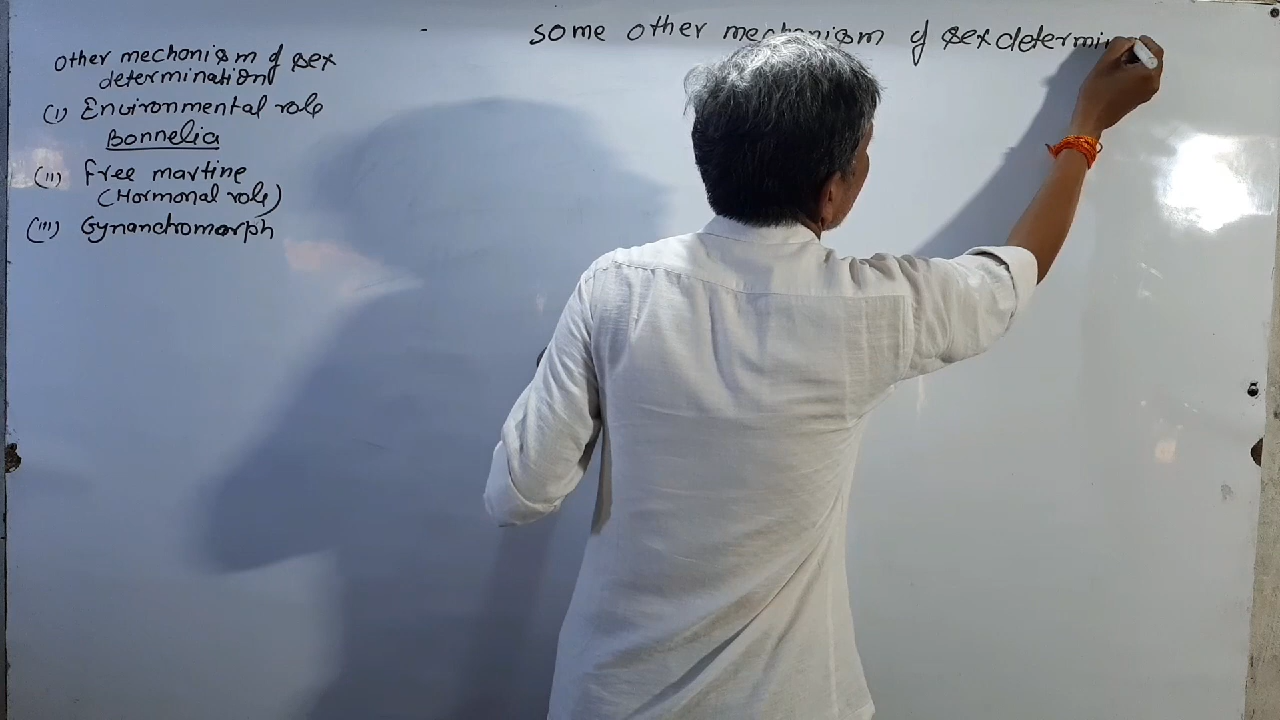 some other mechanism of sex determin
other mechanism of sex
determination
(i) Environmental role
Bonnelia
(ii) Free martine
(Hormonal role)
(iii) Gynanchomorph